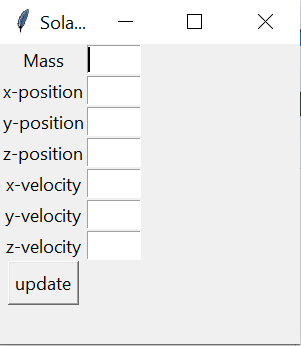 Sola...
Mass
x-position
y-position
z-position
x-velocity
y-velocity
z-velocity
update